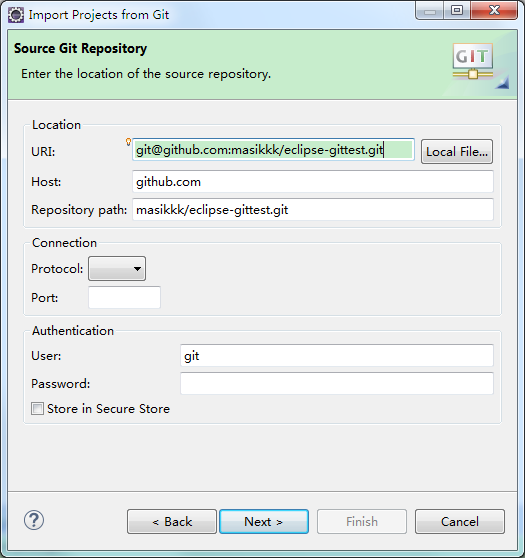 Import Projects from Git
Source Git Repository
Enter the location of the source repository.
GIT
Location
URI: git@github.com:masikkk/eclipse-gittest.git Local File...
Host: github.com
Repository path: masikkk/eclipse-gittest.git
Connection
Protocol:
Port:
Authentication
User: git
Password:
Store in Secure Store
? < Back Next > Finish Cancel